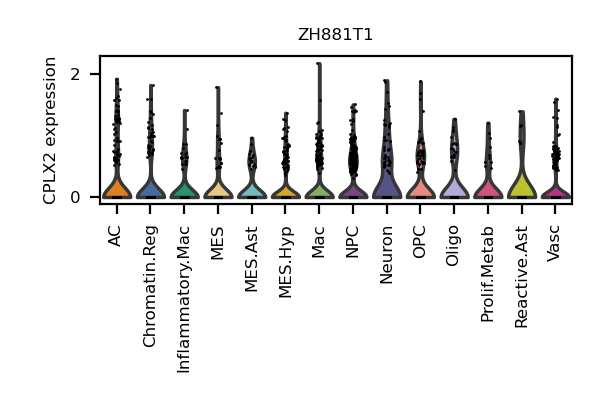 ZH881T1
CPLX2 expression
2
0
AC
Chromatin.Reg
Inflammatory.Mac
MES
MES.Ast
MES.Hyp
Mac
NPC
Neuron
OPC
Oligo
Prolif.Metab
Reactive.Ast
Vasc